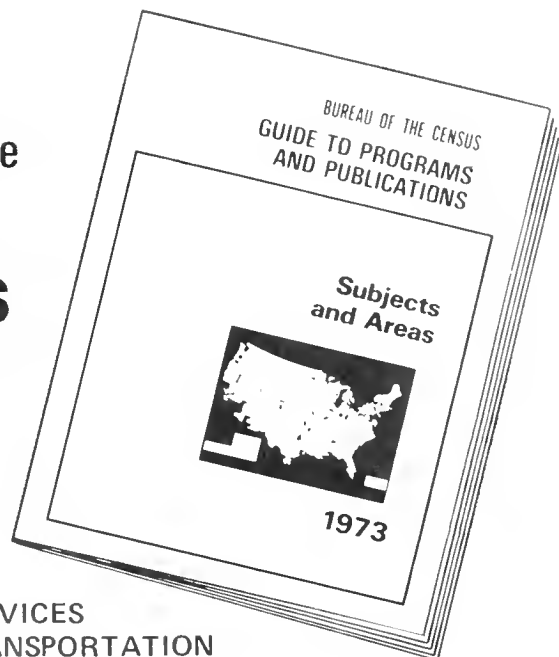 e
s
BUREAU OF THE CENSUS
GUIDE TO PROGRAMS
AND PUBLICATIONS
Subjects
and Areas
1973
VICES
ANSPORTATION